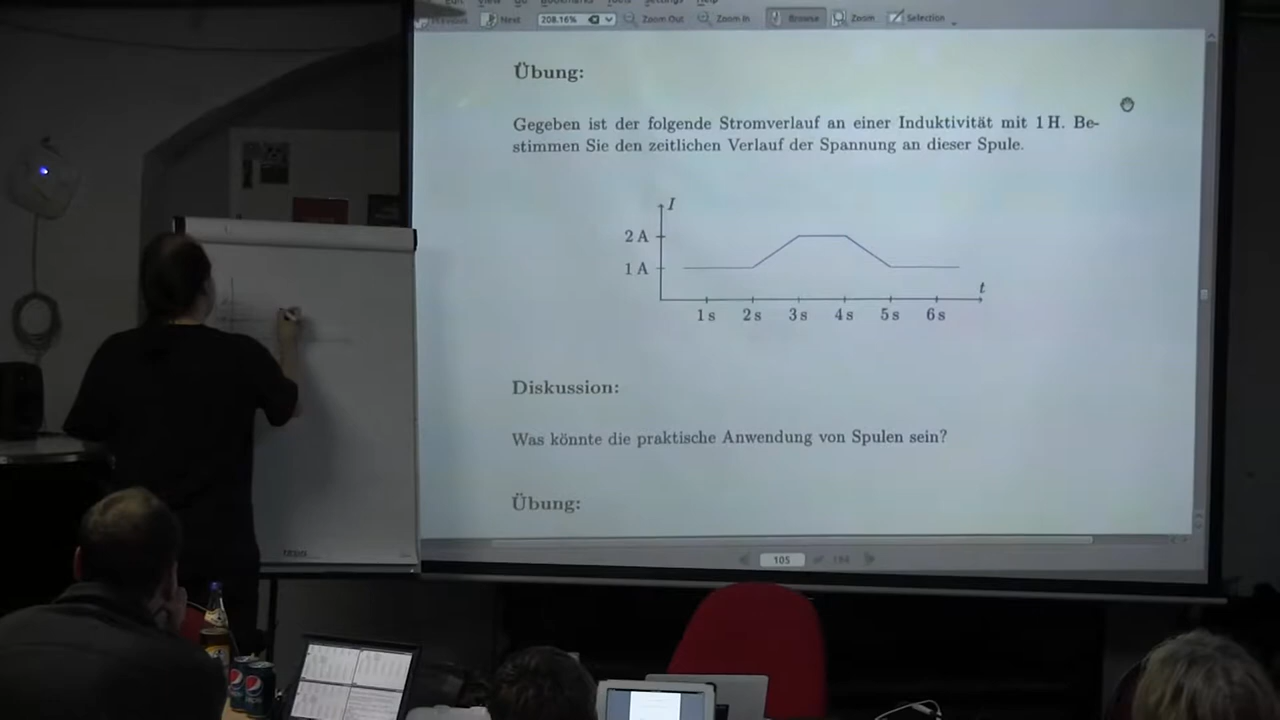 Next 208.16% Zoom Out Zoom In Browse Zoom Selection
Übung:
Gegeben ist der folgende Stromverlauf an einer Induktivität mit 1 H. Be-
stimmen Sie den zeitlichen Verlauf der Spannung an dieser Spule.
I
2 A
1 A
t
1 s 2 s 3 s 4 s 5 s 6 s
Diskussion:
Was könnte die praktische Anwendung von Spulen sein?
Übung:
105 of 194